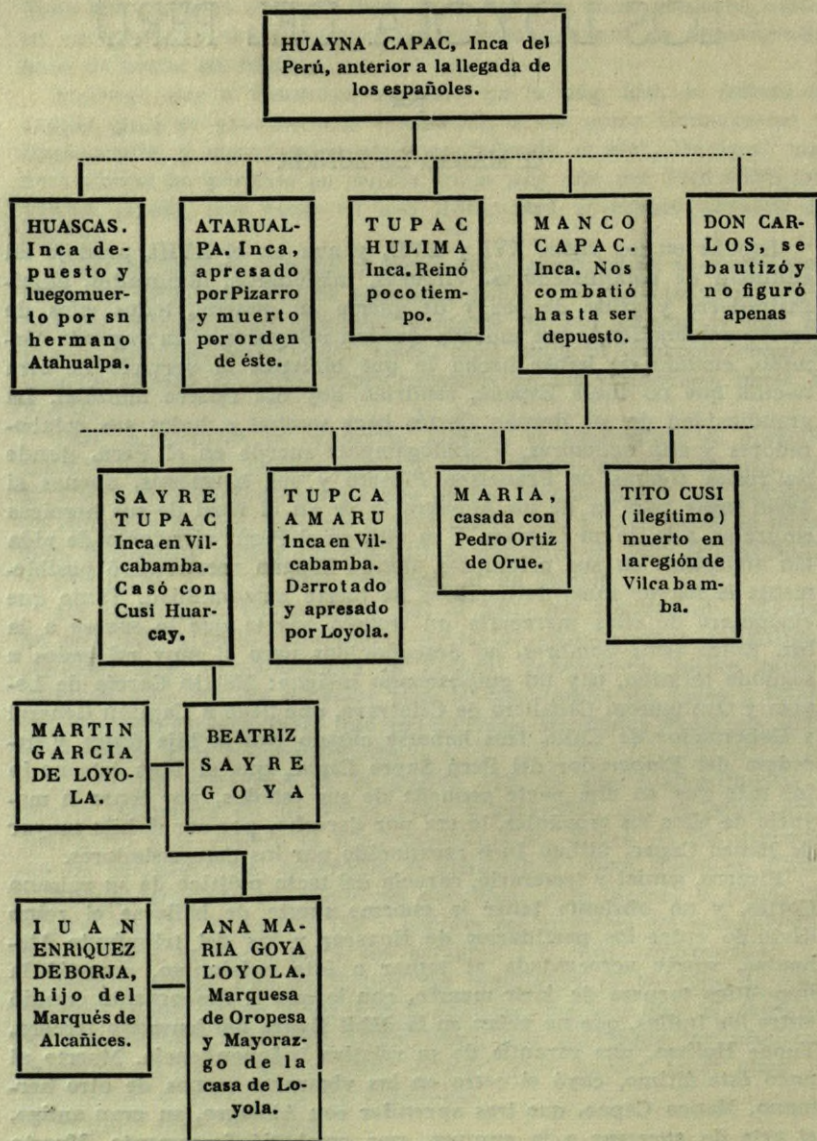 HUAYNA CAPAC, Inca del
Perú, anterior a la llegada de
los españoles.
HUASCAS.
Inca de-
puesto y
luegomuer-
to por sn
hermano
Atahualpa.
ATARUAL-
PA. Inca,
apresado
por Pizarro
y muerto
por orden
de éste.
TUPAC
HULIMA
Inca. Reinó
poco tiem-
po.
MANCO
CAPAC.
Inca. Nos
combatió
hasta ser
depuesto.
DON CAR-
LOS, se
bautizó y
no figuró
apenas
SAYRE
TUPAC
Inca en Vil-
cabamba.
Casó con
Cusi Huar-
cay.
TUPCA
AMARU
Inca en Vil-
cabamba.
Derrotado
y apresado
por Loyola.
MARIA,
casada con
Pedro Ortiz
de Orue.
TITO CUSI
(ilegítimo)
muerto en
laregión de
Vilcabam-
ba.
MARTIN
GARCIA
DE LOYO-
LA.
BEATRIZ
SAYRE
GOYA
IUAN
ENRIQUEZ
DE BORJA,
hijo del
Marqués de
Alcañices.
ANA MA-
RIA GOYA
LOYOLA.
Marquesa
de Oropesa
y Mayoraz-
go de la
casa de Lo-
yola.